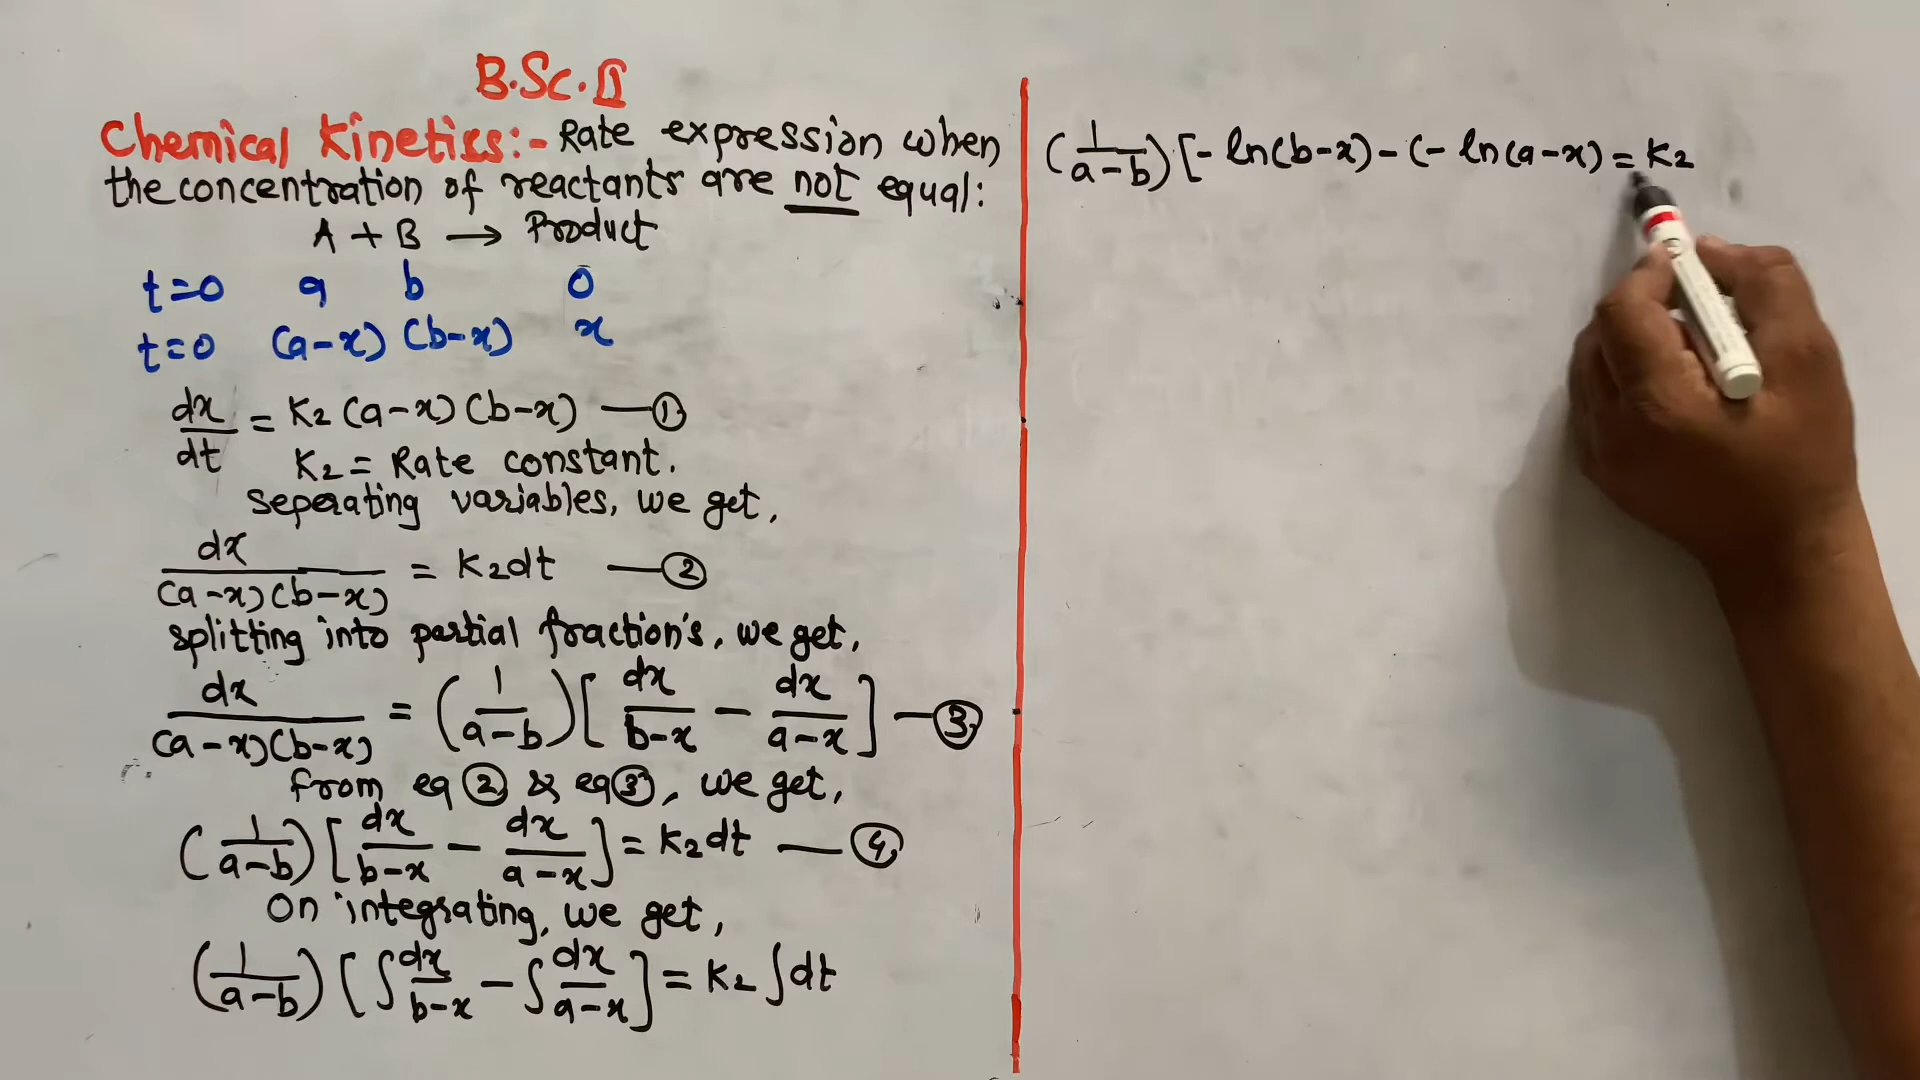 B.Sc. II
Chemical Kinetics:- Rate expression when
the concentration of reactants are not equal:
A + B → Product
t=0 a b 0
t=0 (a-x) (b-x) x
dx/dt = K2 (a-x) (b-x) —①
K2 = Rate constant.
Seperating variables, we get,
dx/(a-x)(b-x) = K2dt —②
splitting into partial fraction's, we get,
dx/(a-x)(b-x) = (1/a-b) [dx/b-x - dx/a-x] —③
from eq ② & eq③, we get,
(1/a-b) [dx/b-x - dx/a-x] = K2dt —④
On integrating, we get,
(1/a-b) [∫dx/b-x - ∫dx/a-x] = K2 ∫dt
(1/a-b) [- ln(b-x) - (- ln(a-x) = K2